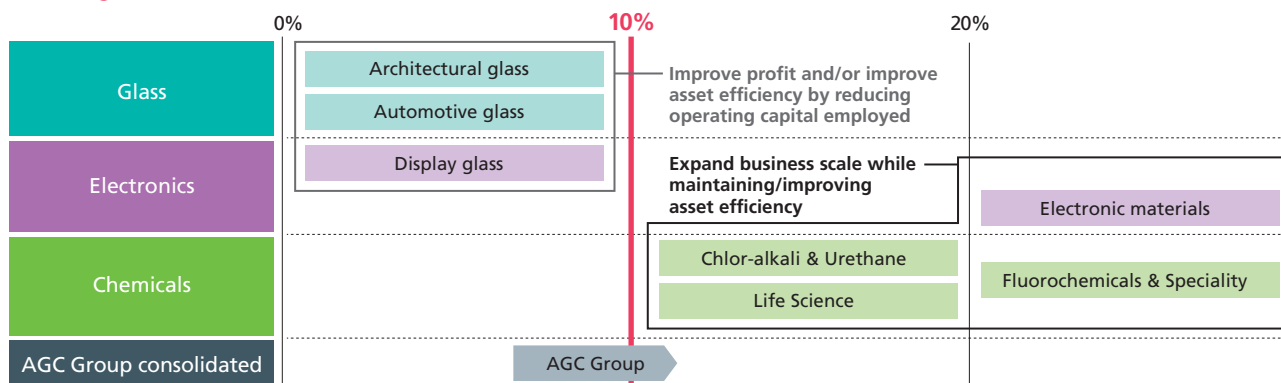 0%
10%
20%
Glass
Architectural glass
Automotive glass
Improve profit and/or improve
asset efficiency by reducing
operating capital employed
Electronics
Display glass
Expand business scale while
maintaining/improving
asset efficiency
Electronic materials
Chemicals
Chlor-alkali & Urethane
Life Science
Fluorochemicals & Speciality
AGC Group consolidated
AGC Group